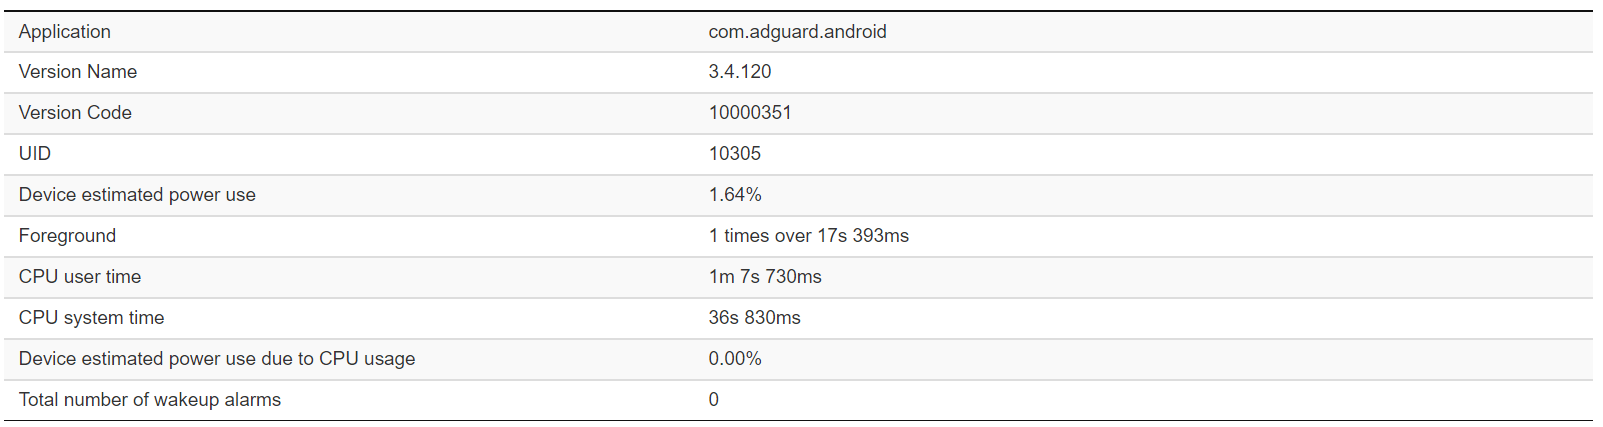 Application com.adguard.android
Version Name 3.4.120
Version Code 10000351
UID 10305
Device estimated power use 1.64%
Foreground 1 times over 17s 393ms
CPU user time 1m 7s 730ms
CPU system time 36s 830ms
Device estimated power use due to CPU usage 0.00%
Total number of wakeup alarms 0